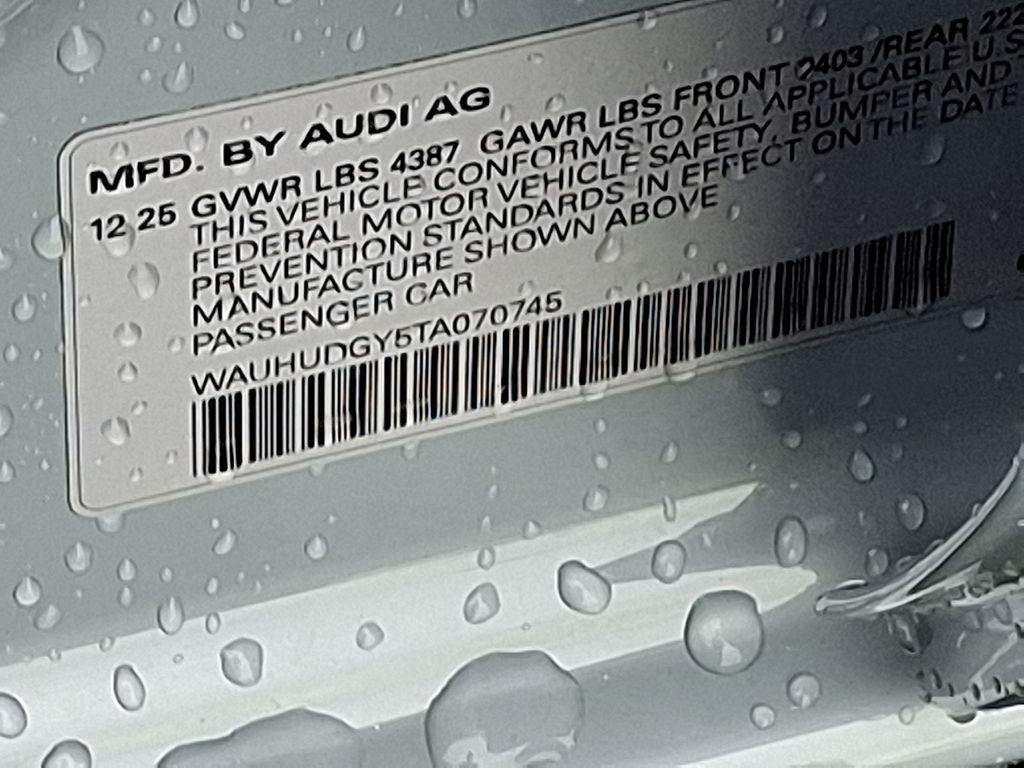 MFD. BY AUDI AG
12 25 GVWR LBS 4387 GAWR LBS FRONT 2403 /REAR 222
THIS VEHICLE CONFORMS TO ALL APPLICABLE U.S
FEDERAL MOTOR VEHICLE SAFETY, BUMPER AND
PREVENTION STANDARDS IN EFFECT ON THE DATE
MANUFACTURE SHOWN ABOVE
PASSENGER CAR
WAUHUDGY5TA070745